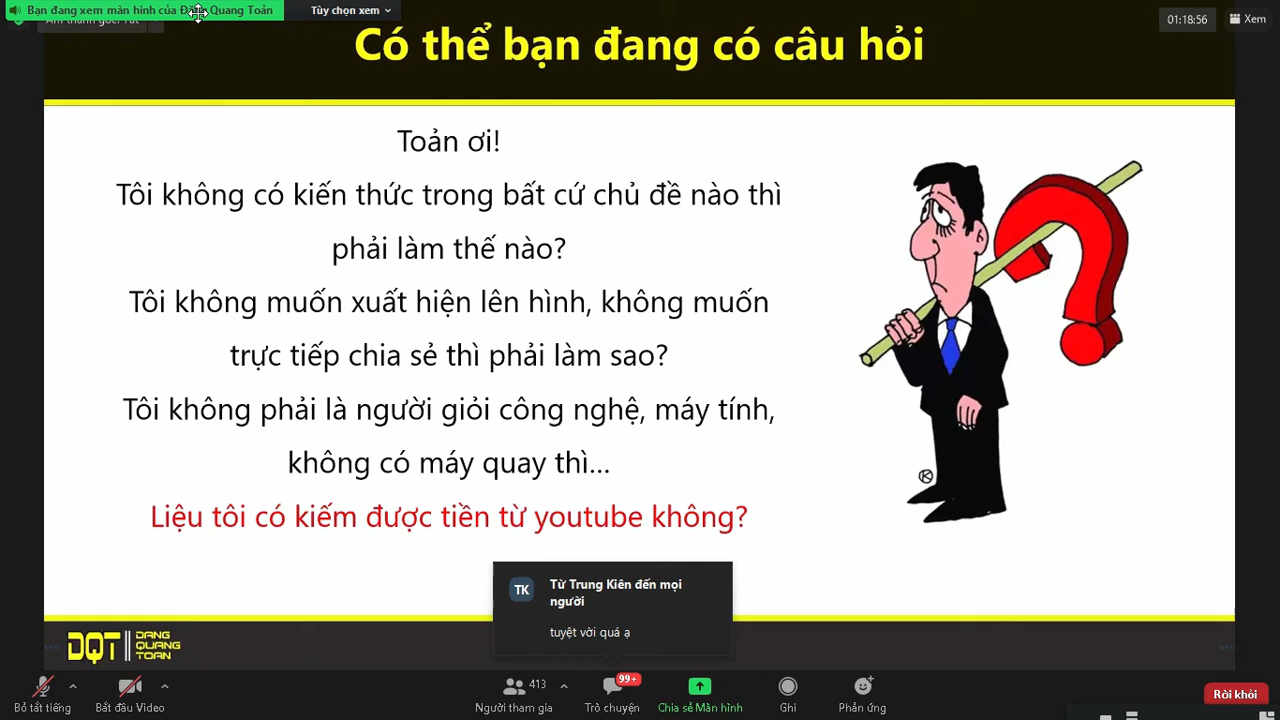 Bạn đang xem màn hình của Quang Toản
Tùy chọn xem
01:18:56
Xem
Có thể bạn đang có câu hỏi
Toản ơi!
Tôi không có kiến thức trong bất cứ chủ đề nào thì
phải làm thế nào?
Tôi không muốn xuất hiện lên hình, không muốn
trực tiếp chia sẻ thì phải làm sao?
Tôi không phải là người giỏi công nghệ, máy tính,
không có máy quay thì...
Liệu tôi có kiếm được tiền từ youtube không?
TK
Từ Trung Kiên đến mọi
người
tuyệt vời quá ạ
DQT
DANG
QUANG
TOAN
413
99+
Bỏ tắt tiếng
Bắt đầu Video
Người tham gia
Trò chuyện
Chia sẻ Màn hình
Ghi
Phản ứng
Rời khỏi